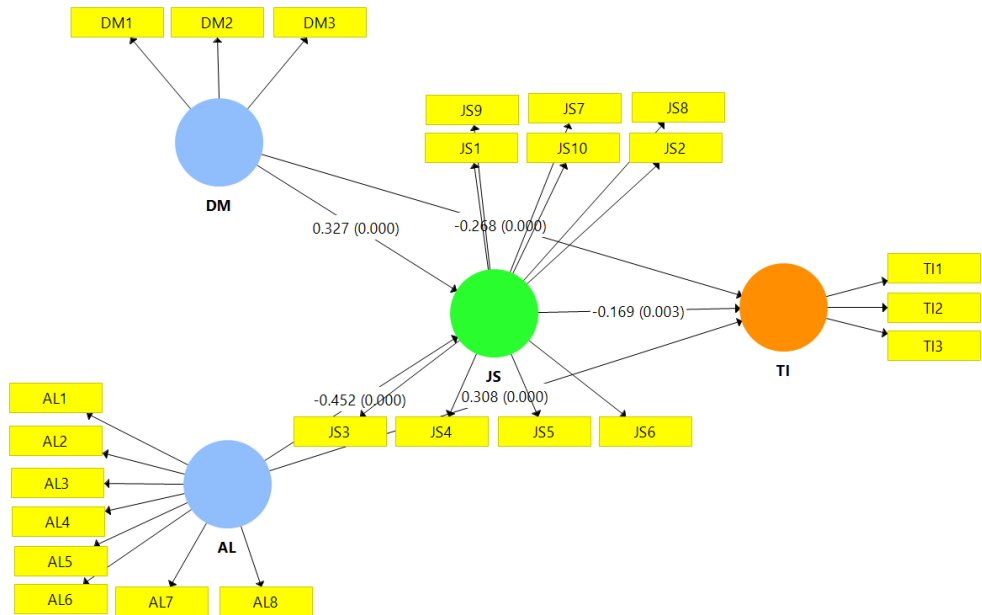 DM1
DM2
DM3
DM
JS9
JS7
JS8
JS1
JS10
JS2
0.327 (0.000)
-0.268 (0.000)
TI1
TI2
TI3
-0.169 (0.003)
TI
JS
-0.452 (0.000)
0.308 (0.000)
JS3
JS4
JS5
JS6
AL1
AL2
AL3
AL4
AL5
AL6
AL7
AL8
AL